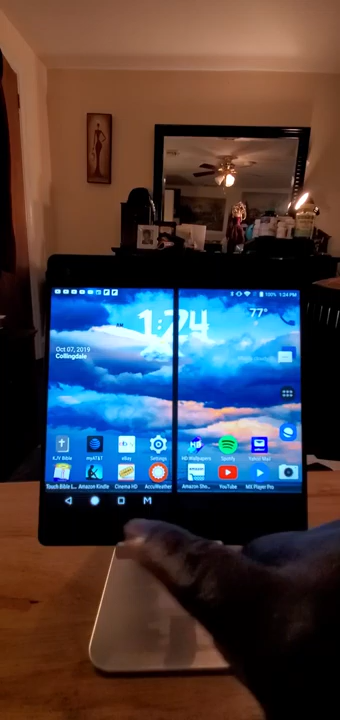 100% 1:24 PM
1:24
77°
Oct 07, 2019
Collingdale
KJV Bible myAT&T eBay Settings HD Wallpapers Spotify Yahoo Mail
Touch Bible L... Amazon Kindle Cinema HD AccuWeather Amazon Sho... YouTube MX Player Pro